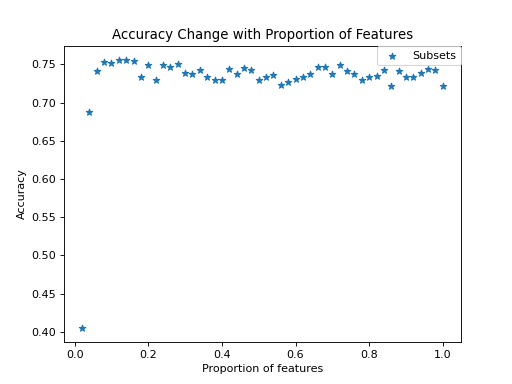 Accuracy Change with Proportion of Features
Subsets
0.75
0.70
0.65
0.60
0.55
0.50
0.45
0.40
Accuracy
0.0 0.2 0.4 0.6 0.8 1.0
Proportion of features